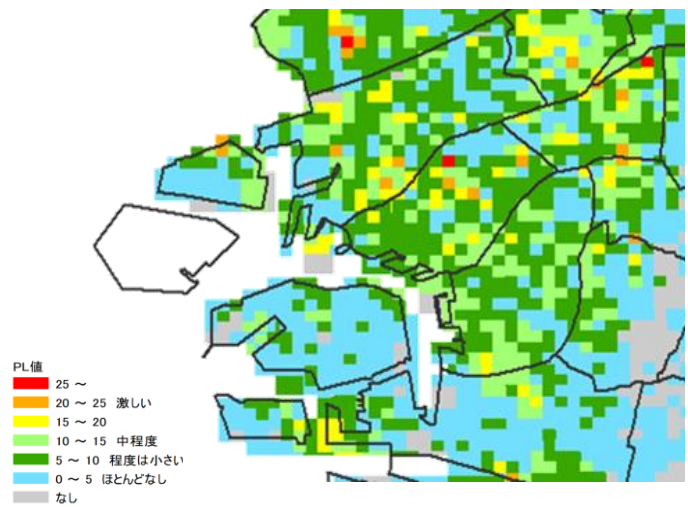 PL値
25 ～
20 ～ 25 激しい
15 ～ 20
10 ～ 15 中程度
5 ～ 10 程度は小さい
0 ～ 5 ほとんどなし
なし